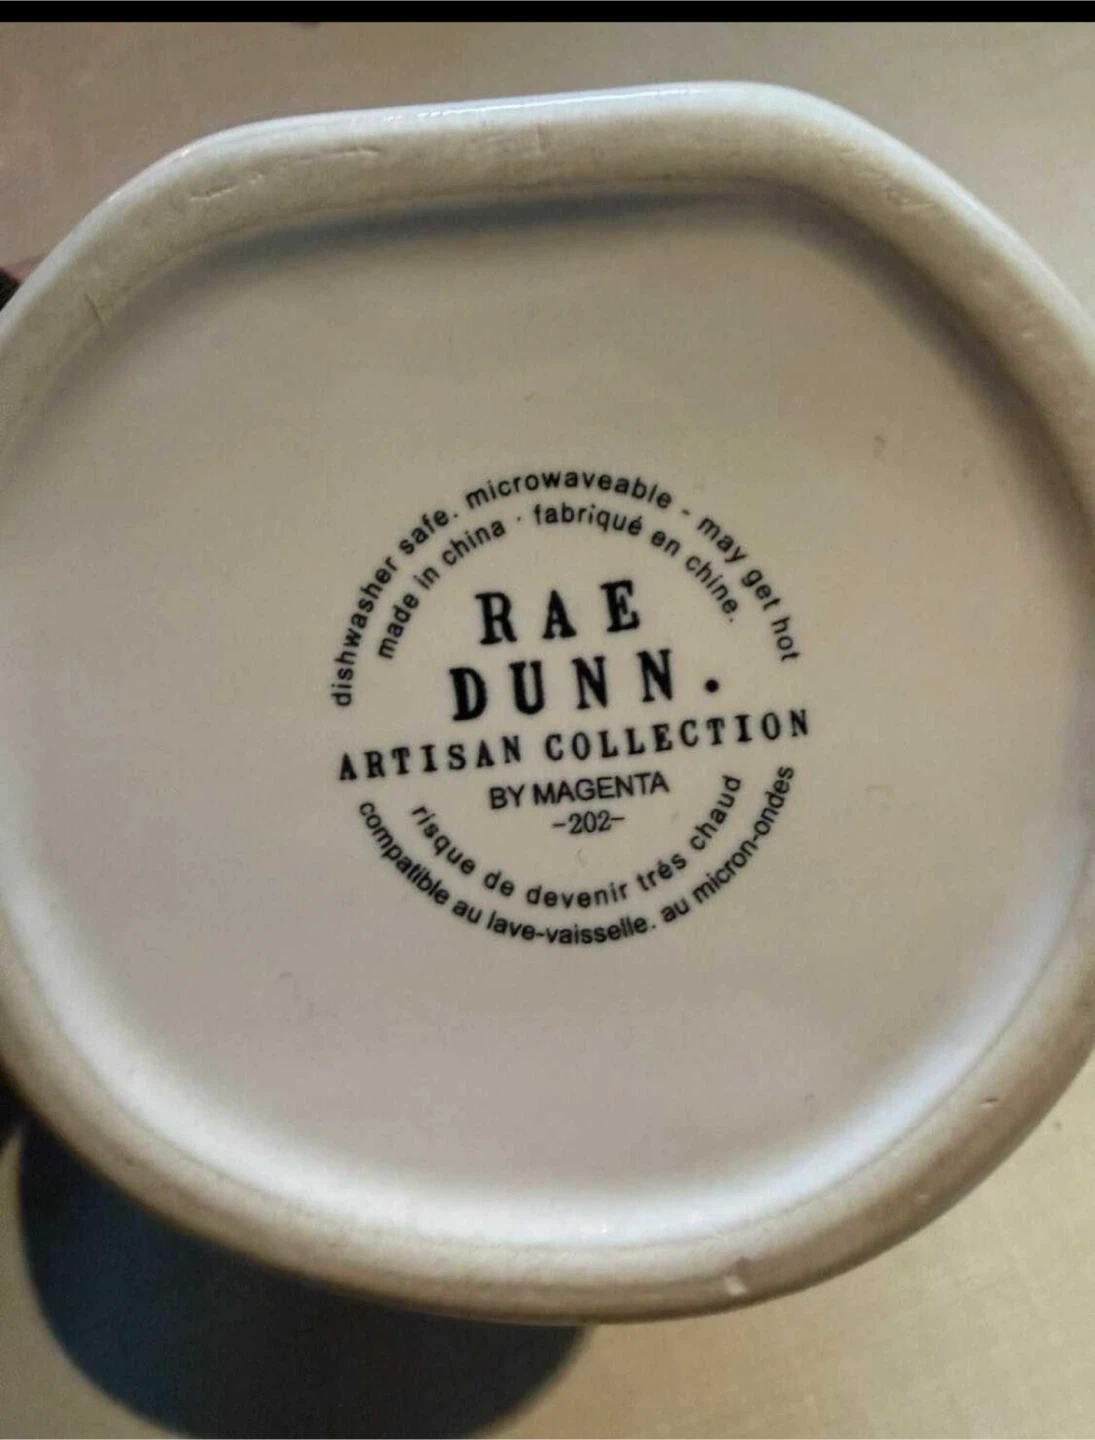 dishwasher safe. microwaveable - may get hot
made in china · fabriqué en chine.
RAE
DUNN.
ARTISAN COLLECTION
BY MAGENTA
-202-
risque de devenir très chaud
compatible au lave-vaisselle. au micron-ondes